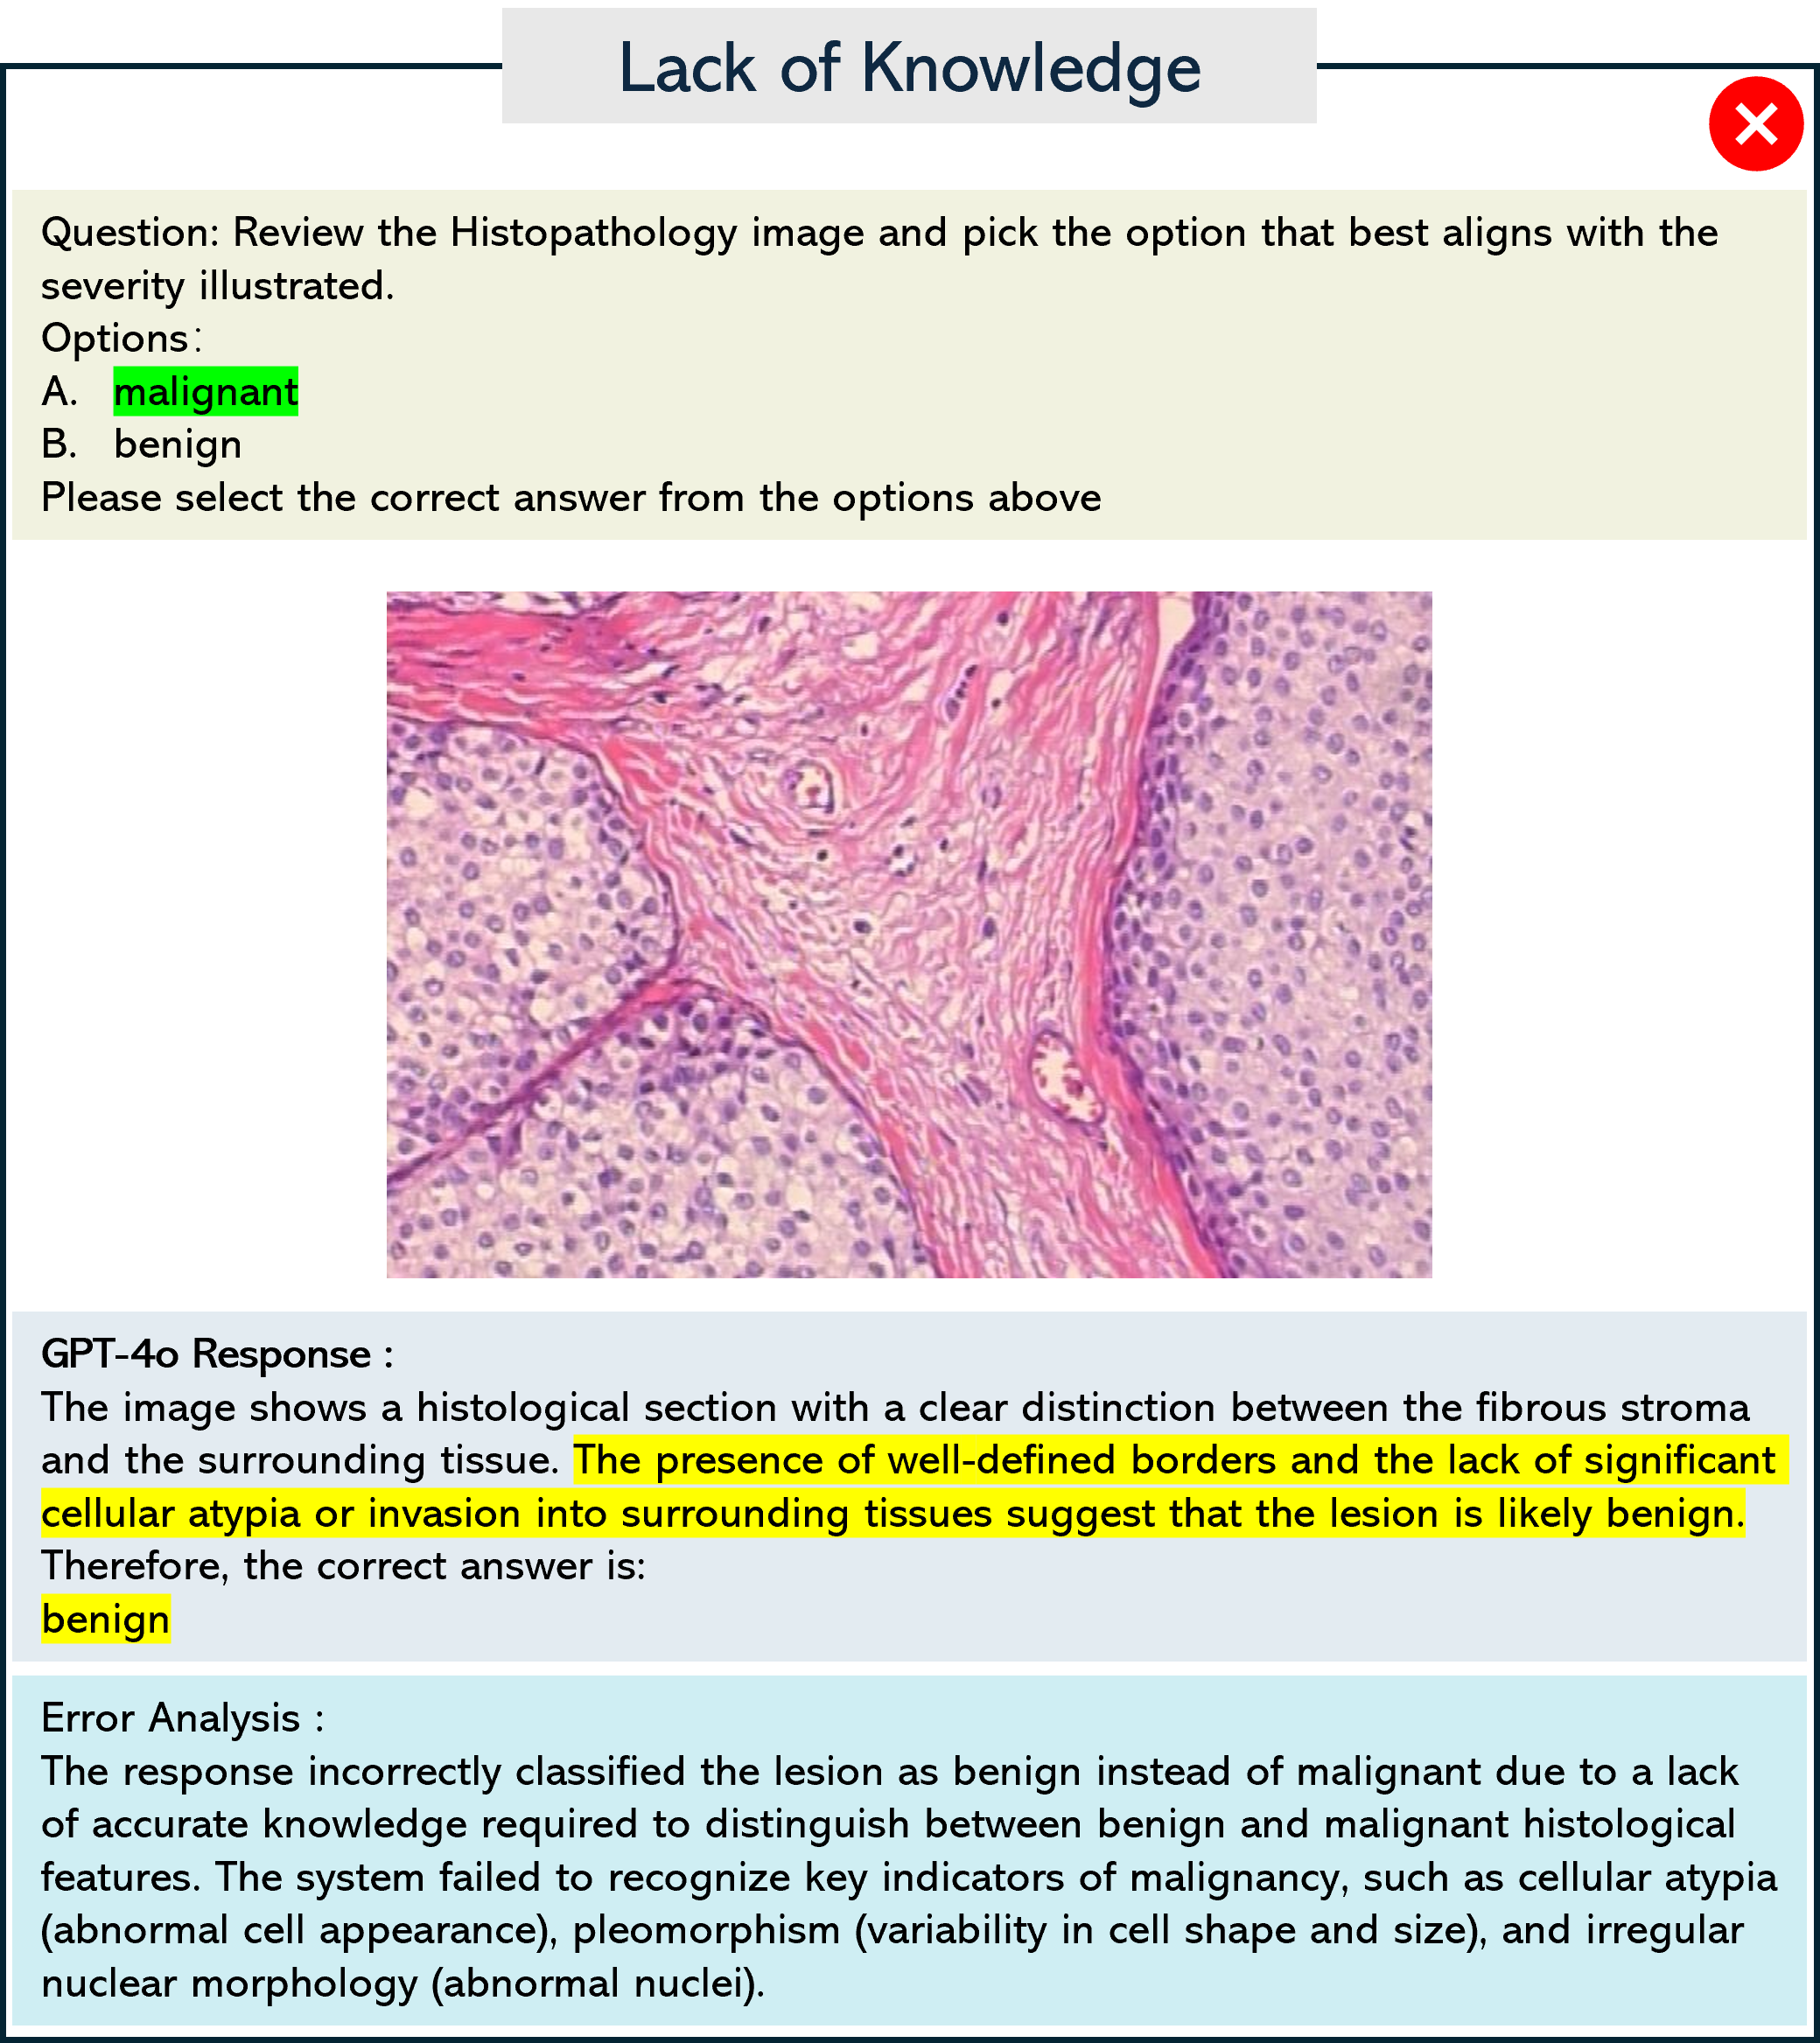 Lack of Knowledge
Question: Review the Histopathology image and pick the option that best aligns with the
severity illustrated.
Options:
A. malignant
B. benign
Please select the correct answer from the options above
GPT-4o Response :
The image shows a histological section with a clear distinction between the fibrous stroma
and the surrounding tissue. The presence of well-defined borders and the lack of significant
cellular atypia or invasion into surrounding tissues suggest that the lesion is likely benign.
Therefore, the correct answer is:
benign
Error Analysis :
The response incorrectly classified the lesion as benign instead of malignant due to a lack
of accurate knowledge required to distinguish between benign and malignant histological
features. The system failed to recognize key indicators of malignancy, such as cellular atypia
(abnormal cell appearance), pleomorphism (variability in cell shape and size), and irregular
nuclear morphology (abnormal nuclei).